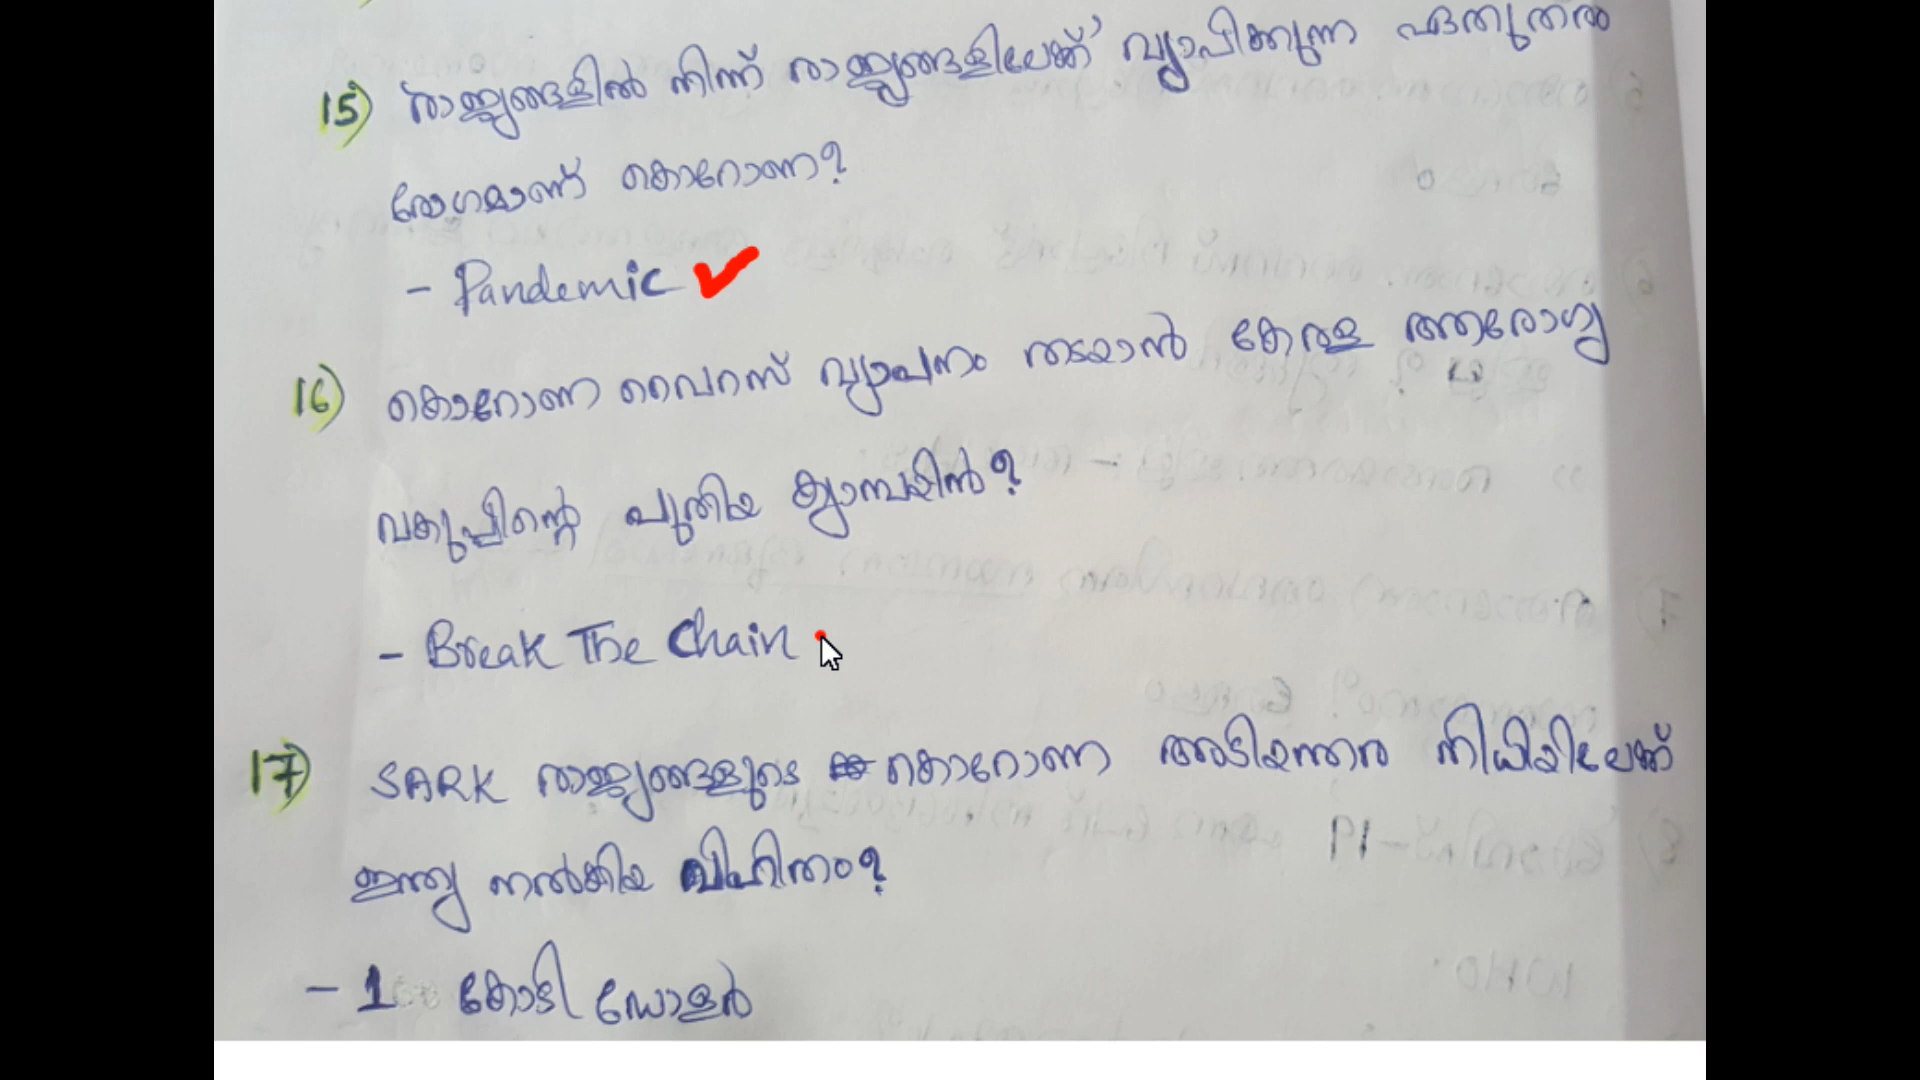 15) രാജ്യങ്ങളിൽ നിന്ന് രാജ്യങ്ങളിലേക്ക് വ്യാപിക്കുന്ന ഏതുതരം
രോഗമാണ് കൊറോണ?
- Pandemic
16) കൊറോണ വൈറസ് വ്യാപനം തടയാൻ കേരള ആരോഗ്യ
വകുപ്പിന്റെ പുതിയ ക്യാമ്പയിൻ?
- Break The Chain
17) SARK രാജ്യങ്ങളുടെ കൊറോണ അടിയന്തര നിധിയിലേക്ക്
ഇന്ത്യ നൽകിയ വിഹിതം?
- 1 കോടി ഡോളർ